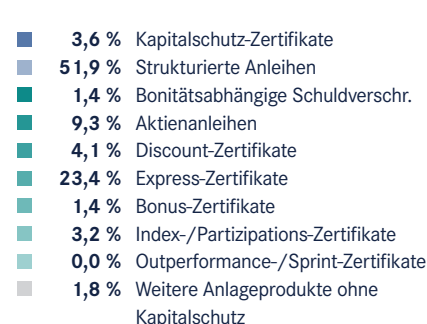 3,6 % Kapitalschutz-Zertifikate
51,9 % Strukturierte Anleihen
1,4 % Bonitätsabhängige Schuldverschr.
9,3 % Aktienanleihen
4,1 % Discount-Zertifikate
23,4 % Express-Zertifikate
1,4 % Bonus-Zertifikate
3,2 % Index-/Partizipations-Zertifikate
0,0 % Outperformance-/Sprint-Zertifikate
1,8 % Weitere Anlageprodukte ohne
Kapitalschutz